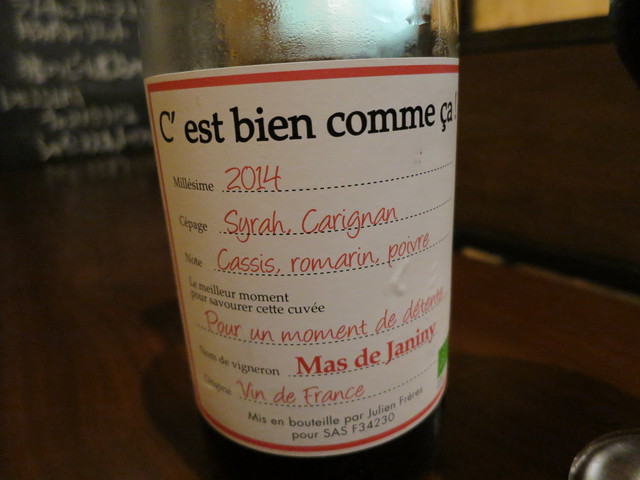 C' est bien comme ça !
Millésime 2014
Cépage Syrah, Carignan
Note Cassis, romarin, poivre
Le meilleur moment
pour savourer cette cuvée
Pour un moment de détente
Nom de vigneron Mas de Janiny
Origine Vin de France
Mis en bouteille par Julien Frères
pour SAS F34230